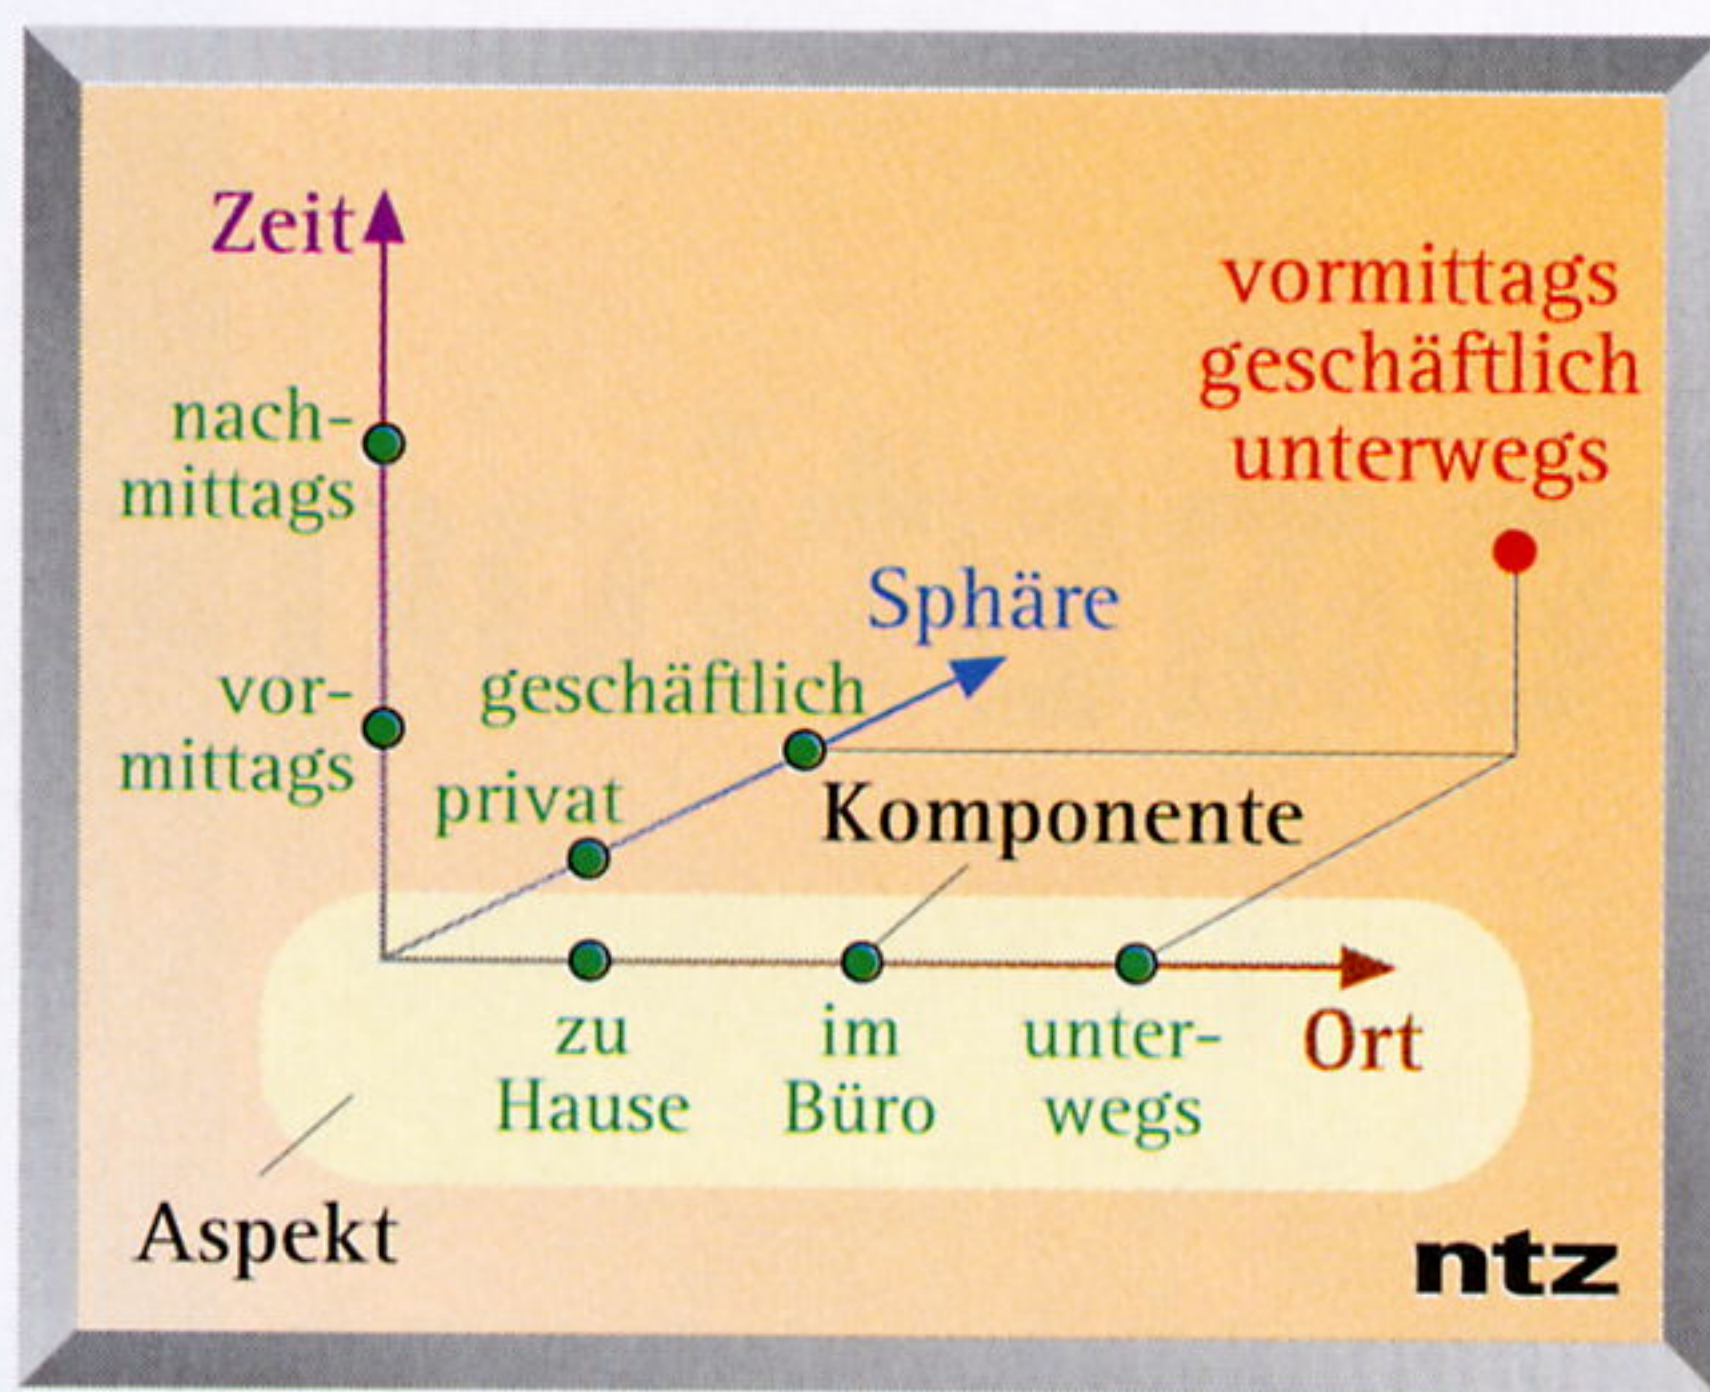 Zeit
vormittags
geschäftlich
unterwegs
nach-
mittags
Sphäre
vor-
mittags
geschäftlich
privat
Komponente
zu
Hause
im
Büro
unter-
wegs
Ort
Aspekt
ntz